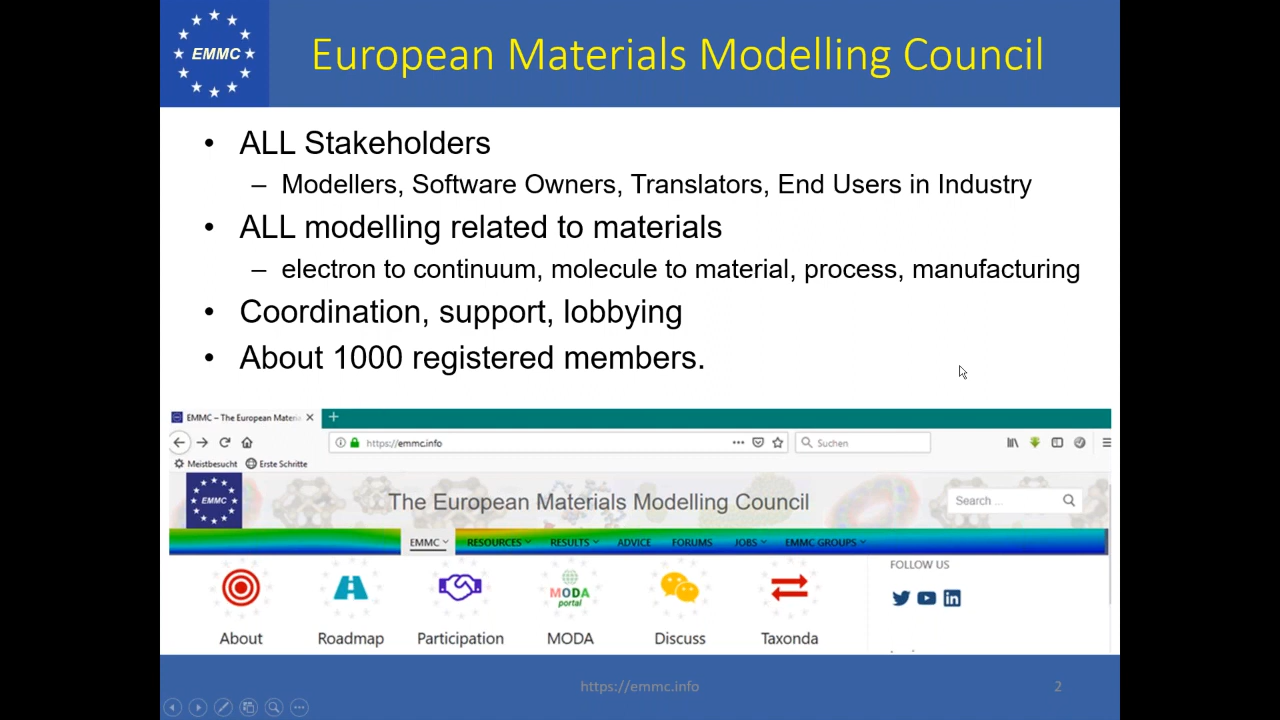 EMMC
European Materials Modelling Council
• ALL Stakeholders
– Modellers, Software Owners, Translators, End Users in Industry
• ALL modelling related to materials
– electron to continuum, molecule to material, process, manufacturing
• Coordination, support, lobbying
• About 1000 registered members.
EMMC – The European Materi
https://emmc.info
Suchen
Meistbesucht Erste Schritte
EMMC
The European Materials Modelling Council
Search ...
EMMC RESOURCES RESULTS ADVICE FORUMS JOBS EMMC GROUPS
FOLLOW US
MODA
portal
About Roadmap Participation MODA Discuss Taxonda
https://emmc.info
2